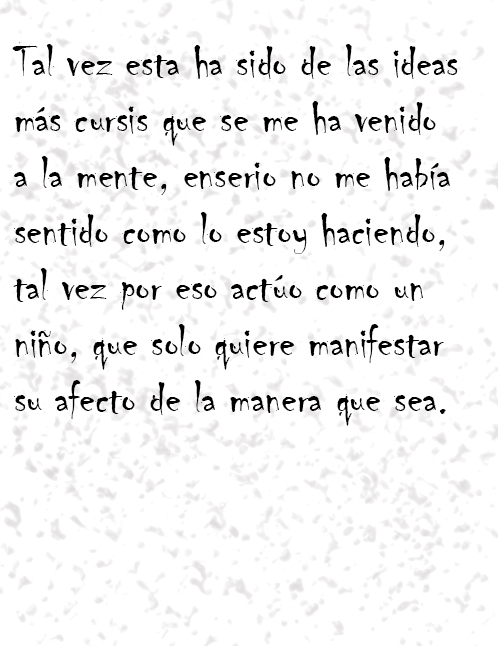 Tal vez esta ha sido de las ideas
más cursis que se me ha venido
a la mente, enserio no me había
sentido como lo estoy haciendo,
tal vez por eso actúo como un
niño, que solo quiere manifestar
su afecto de la manera que sea.